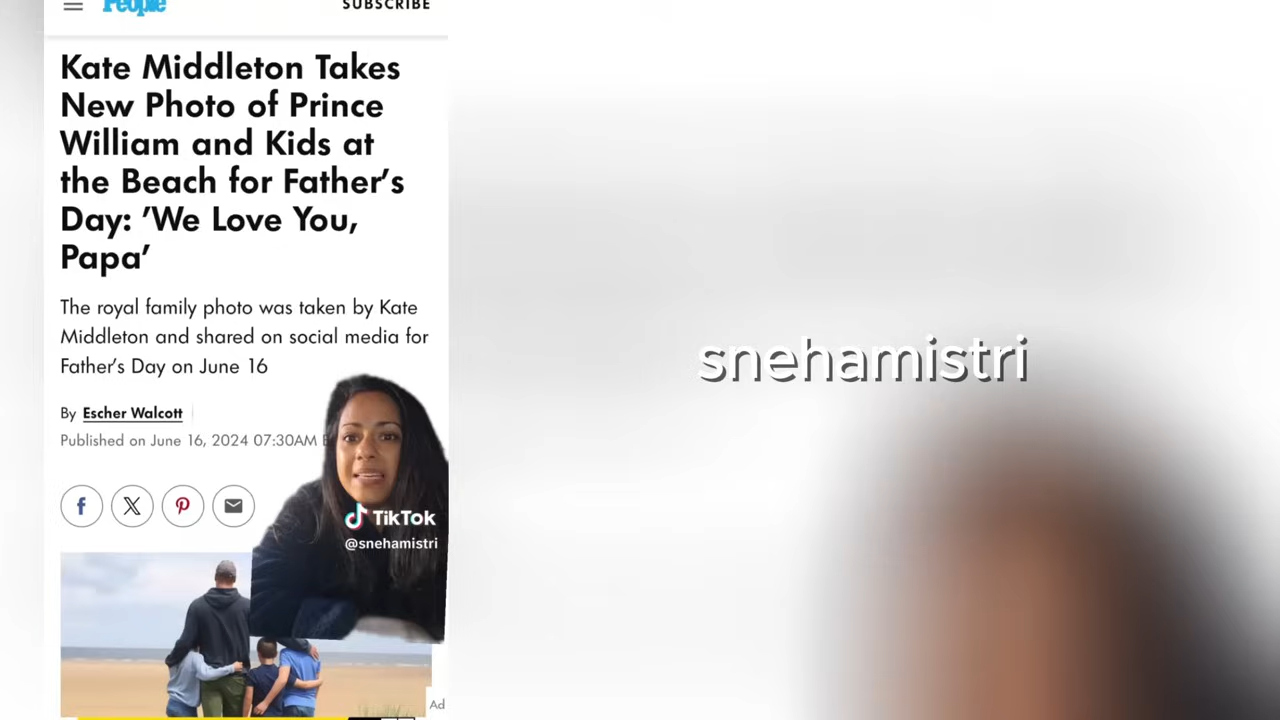 People
SUBSCRIBE
Kate Middleton Takes
New Photo of Prince
William and Kids at
the Beach for Father's
Day: 'We Love You,
Papa'
The royal family photo was taken by Kate
Middleton and shared on social media for
Father's Day on June 16
By Escher Walcott
Published on June 16, 2024 07:30AM
TikTok
@snehamistri
snehamistri
Ad